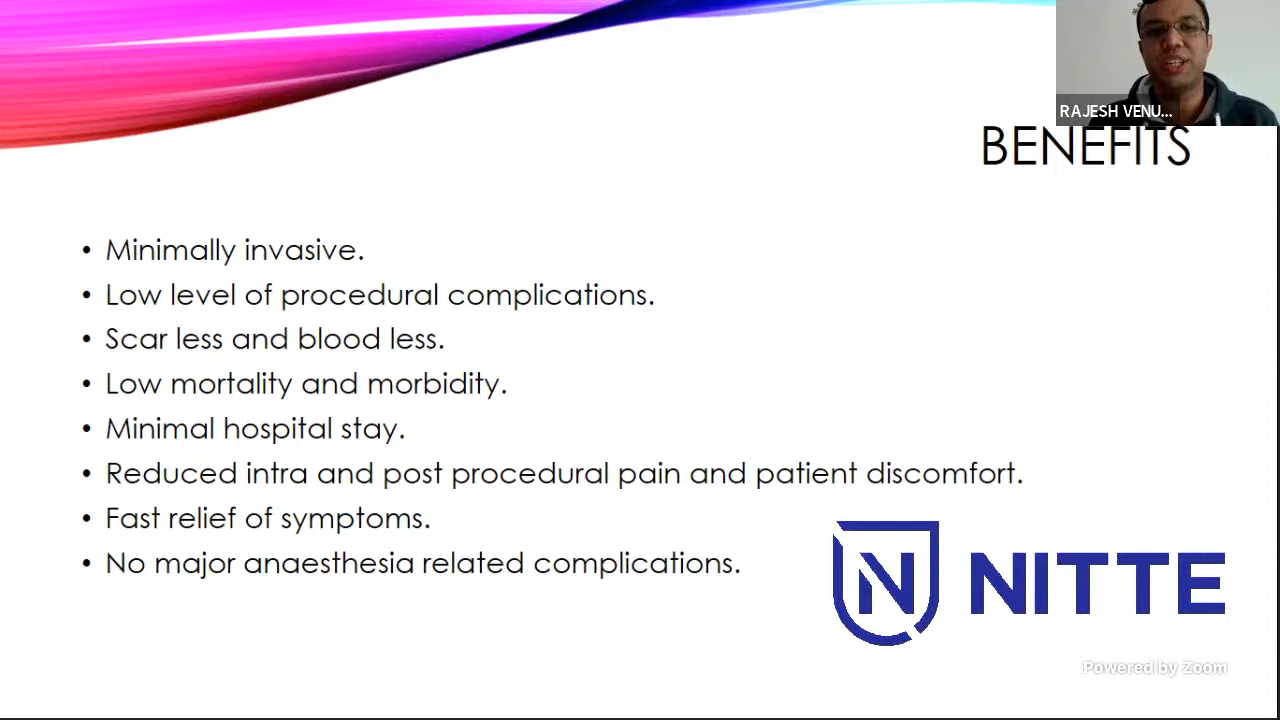 RAJESH VENU...
BENEFITS
• Minimally invasive.
• Low level of procedural complications.
• Scar less and blood less.
• Low mortality and morbidity.
• Minimal hospital stay.
• Reduced intra and post procedural pain and patient discomfort.
• Fast relief of symptoms.
• No major anaesthesia related complications.
N NITTE
Powered by Zoom